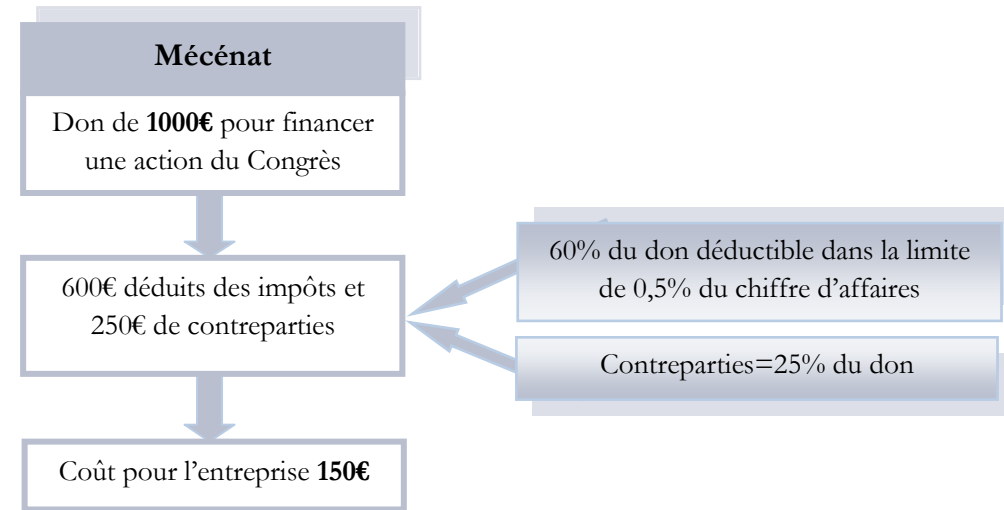 Mécénat
Don de 1000€ pour financer
une action du Congrès
600€ déduits des impôts et
250€ de contreparties
60% du don déductible dans la limite
de 0,5% du chiffre d’affaires
Contreparties=25% du don
Coût pour l’entreprise 150€